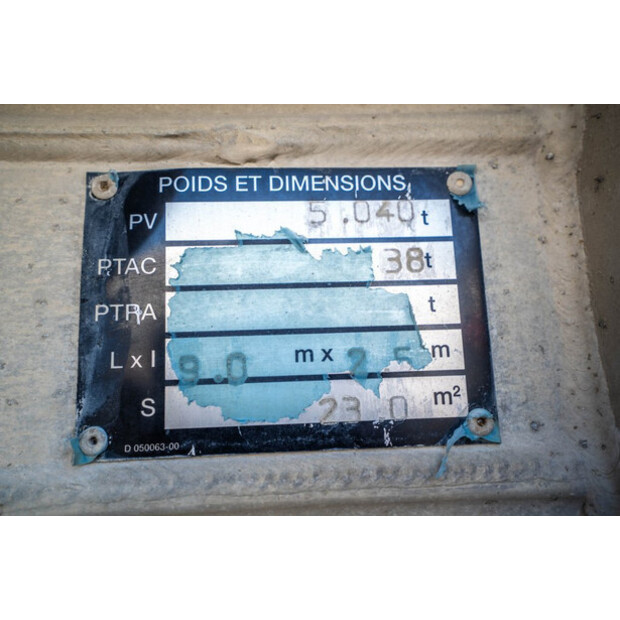 POIDS ET DIMENSIONS
PV 5.040 t
PTAC 38 t
PTRA t
L x l 9.0 m x 2.5 m
S 23.0 m²
D 050063-00